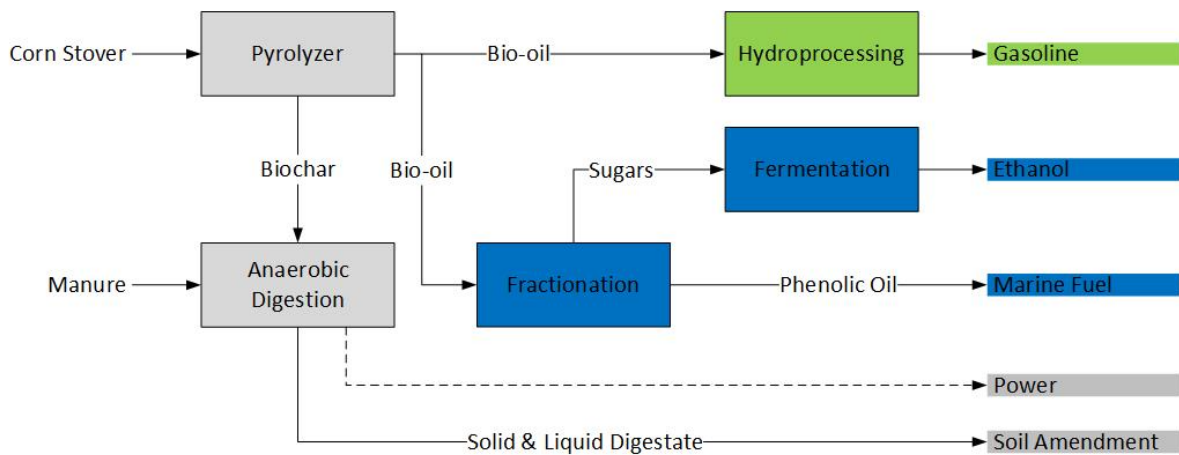 Corn Stover
Pyrolyzer
Bio-oil
Hydroprocessing
Gasoline
Biochar
Bio-oil
Sugars
Fermentation
Ethanol
Manure
Anaerobic
Digestion
Fractionation
Phenolic Oil
Marine Fuel
Power
Solid & Liquid Digestate
Soil Amendment